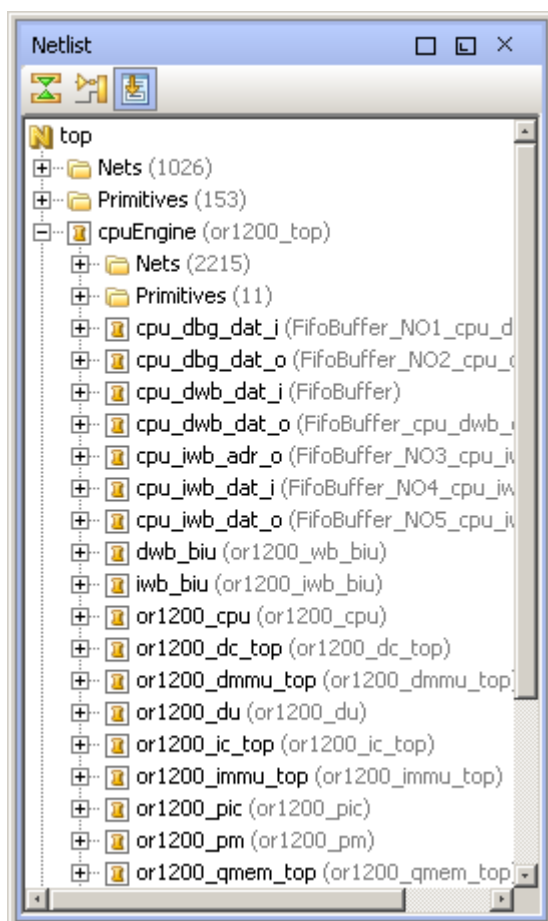 Netlist
top
Nets (1026)
Primitives (153)
cpuEngine (or1200_top)
Nets (2215)
Primitives (11)
cpu_dbg_dat_i (FifoBuffer_NO1_cpu_d
cpu_dbg_dat_o (FifoBuffer_NO2_cpu_
cpu_dwb_dat_i (FifoBuffer)
cpu_dwb_dat_o (FifoBuffer_cpu_dwb_
cpu_iwb_adr_o (FifoBuffer_NO3_cpu_iv
cpu_iwb_dat_i (FifoBuffer_NO4_cpu_iw
cpu_iwb_dat_o (FifoBuffer_NO5_cpu_iv
dwb_biu (or1200_wb_biu)
iwb_biu (or1200_iwb_biu)
or1200_cpu (or1200_cpu)
or1200_dc_top (or1200_dc_top)
or1200_dmmu_top (or1200_dmmu_top)
or1200_du (or1200_du)
or1200_ic_top (or1200_ic_top)
or1200_immu_top (or1200_immu_top)
or1200_pic (or1200_pic)
or1200_pm (or1200_pm)
or1200_qmem_top (or1200_qmem_top)